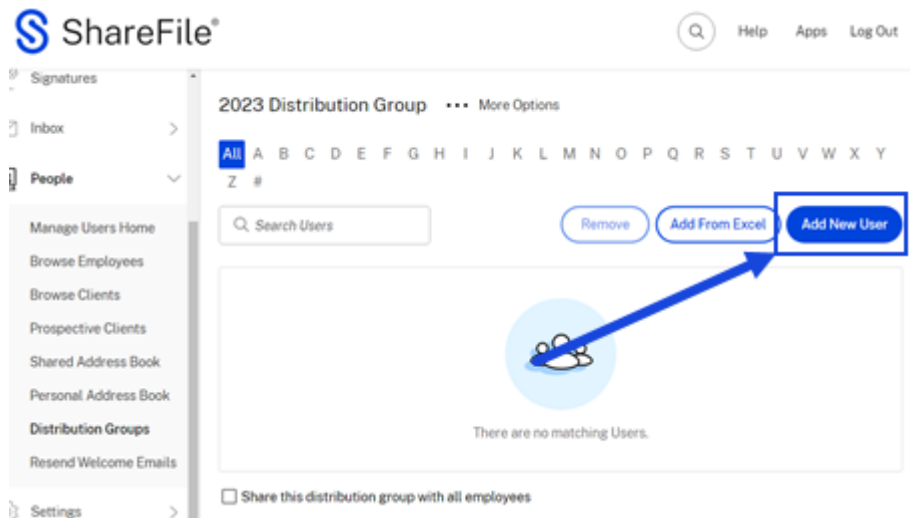 ShareFile®
Help Apps Log Out
Signatures
Inbox
People
Manage Users Home
Browse Employees
Browse Clients
Prospective Clients
Shared Address Book
Personal Address Book
Distribution Groups
Resend Welcome Emails
Settings
2023 Distribution Group ••• More Options
All A B C D E F G H I J K L M N O P Q R S T U V W X Y
Z #
Search Users
Remove Add From Excel Add New User
There are no matching Users.
Share this distribution group with all employees